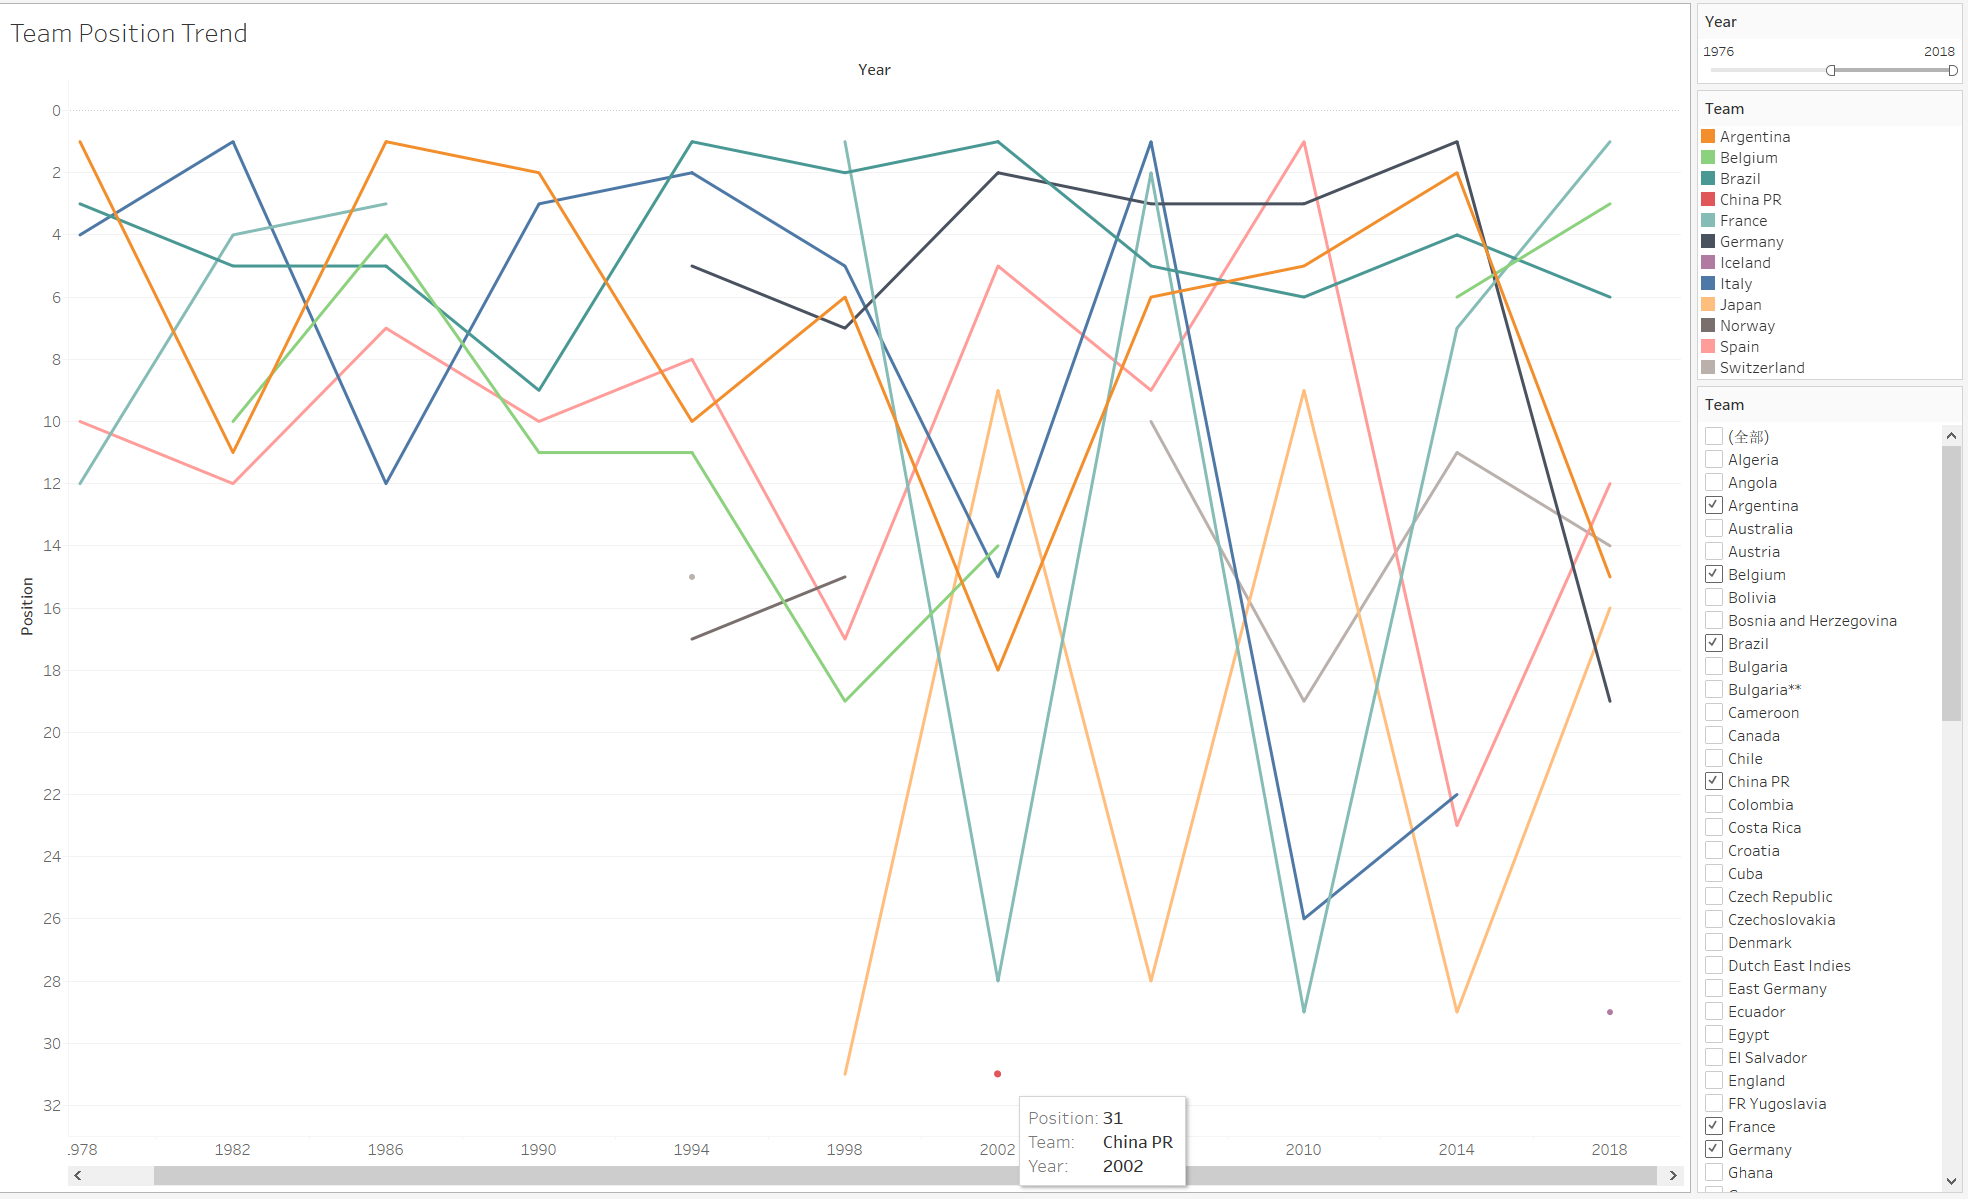 Team Position Trend
Year
0
2
4
6
8
10
12
14
16
18
20
22
24
26
28
30
32
Position
978
1982
1986
1990
1994
1998
2002
2010
2014
2018
Position: 31
Team: China PR
Year: 2002
Year
1976 2018
Team
Argentina
Belgium
Brazil
China PR
France
Germany
Iceland
Italy
Japan
Norway
Spain
Switzerland
Team
(全部)
Algeria
Angola
Argentina
Australia
Austria
Belgium
Bolivia
Bosnia and Herzegovina
Brazil
Bulgaria
Bulgaria**
Cameroon
Canada
Chile
China PR
Colombia
Costa Rica
Croatia
Cuba
Czech Republic
Czechoslovakia
Denmark
Dutch East Indies
East Germany
Ecuador
Egypt
El Salvador
England
FR Yugoslavia
France
Germany
Ghana